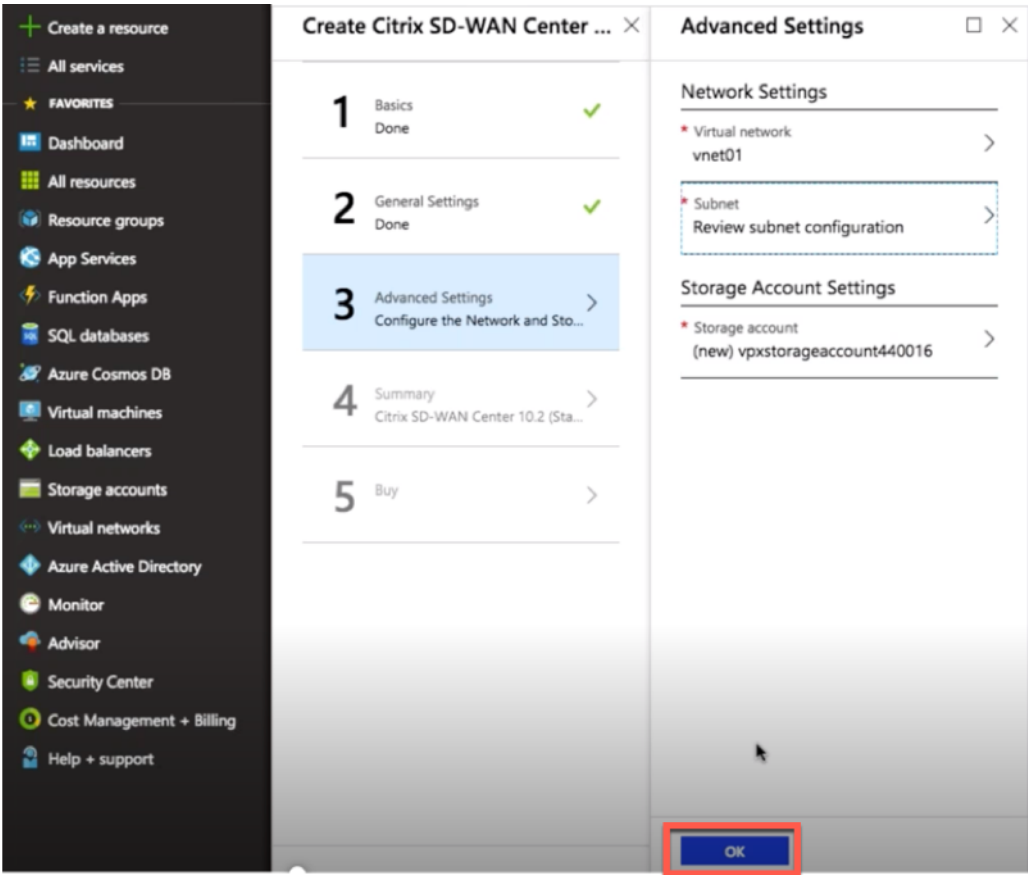 Create a resource
All services
FAVORITES
Dashboard
All resources
Resource groups
App Services
Function Apps
SQL databases
Azure Cosmos DB
Virtual machines
Load balancers
Storage accounts
Virtual networks
Azure Active Directory
Monitor
Advisor
Security Center
Cost Management + Billing
Help + support
Create Citrix SD-WAN Center ...
1
Basics
Done
2
General Settings
Done
3
Advanced Settings
Configure the Network and Sto...
4
Summary
Citrix SD-WAN Center 10.2 (Sta...
5
Buy
Advanced Settings
Network Settings
* Virtual network
vnet01
* Subnet
Review subnet configuration
Storage Account Settings
* Storage account
(new) vpxstorageaccount440016
OK